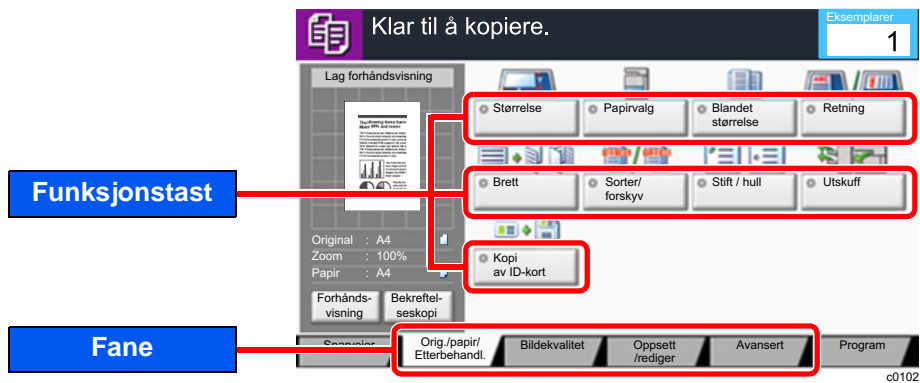 Klar til å kopiere.
Eksemplarer
1
Lag forhåndsvisning
Original : A4
Zoom : 100%
Papir : A4
Forhånds-
visning
Bekreftel-
seskopi
Størrelse
Papirvalg
Blandet
størrelse
Retning
Brett
Sorter/
forskyv
Stift / hull
Utskuff
Kopi
av ID-kort
Funksjonstast
Fane
Snarveier
Orig./papir/
Etterbehandl.
Bildekvalitet
Oppsett
/rediger
Avansert
Program
c0102